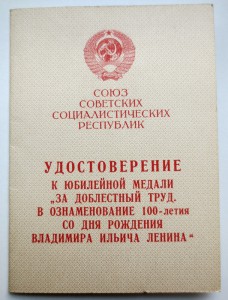 СОЮЗ
СОВЕТСКИХ
СОЦИАЛИСТИЧЕСКИХ
РЕСПУБЛИК
УДОСТОВЕРЕНИЕ
К ЮБИЛЕЙНОЙ МЕДАЛИ
„ЗА ДОБЛЕСТНЫЙ ТРУД.
В ОЗНАМЕНОВАНИЕ 100-летия
СО ДНЯ РОЖДЕНИЯ
ВЛАДИМИРА ИЛЬИЧА ЛЕНИНА“